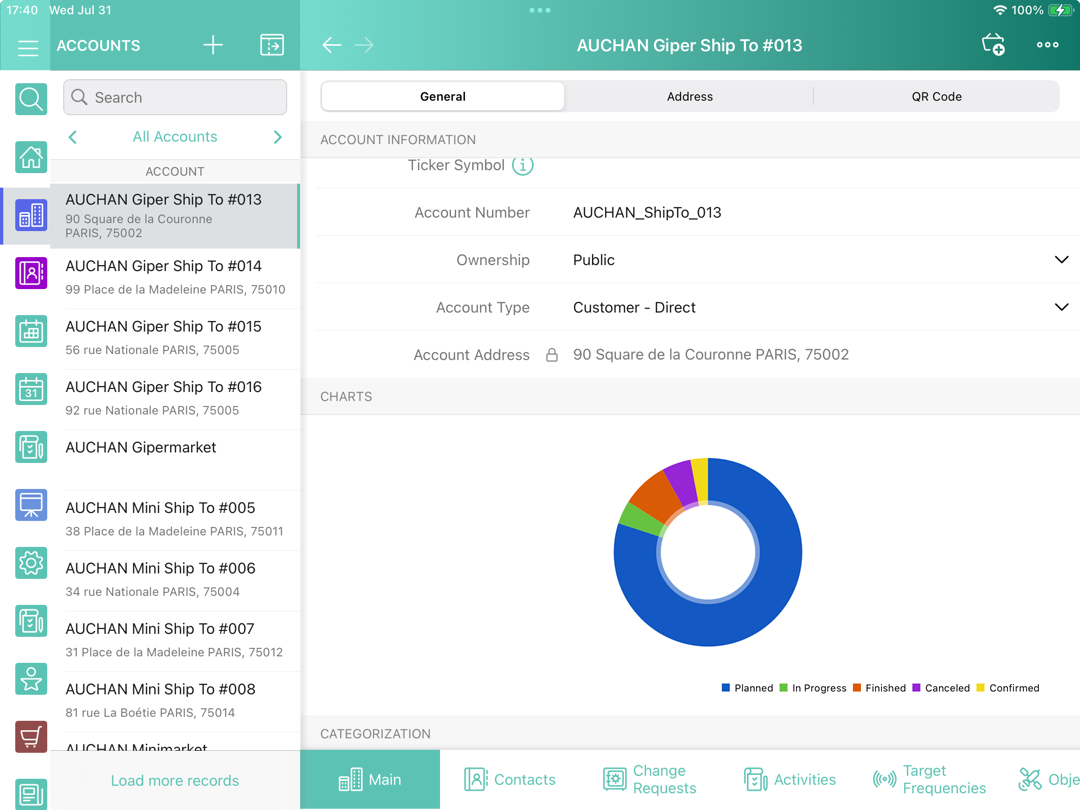 17:40 Wed Jul 31
100%
ACCOUNTS
AUCHAN Giper Ship To #013
Search
All Accounts
ACCOUNT
AUCHAN Giper Ship To #013
90 Square de la Couronne
PARIS, 75002
AUCHAN Giper Ship To #014
99 Place de la Madeleine PARIS, 75010
AUCHAN Giper Ship To #015
56 rue Nationale PARIS, 75005
AUCHAN Giper Ship To #016
92 rue Nationale PARIS, 75005
AUCHAN Gipermarket
AUCHAN Mini Ship To #005
38 Place de la Madeleine PARIS, 75011
AUCHAN Mini Ship To #006
34 rue Nationale PARIS, 75004
AUCHAN Mini Ship To #007
31 Place de la Madeleine PARIS, 75012
AUCHAN Mini Ship To #008
81 rue La Boétie PARIS, 75014
AUCHAN Minimarket
Load more records
31
General Address QR Code
ACCOUNT INFORMATION
Ticker Symbol i
Account Number AUCHAN_ShipTo_013
Ownership Public
Account Type Customer - Direct
Account Address 90 Square de la Couronne PARIS, 75002
CHARTS
Planned In Progress Finished Canceled Confirmed
CATEGORIZATION
Main
Contacts
Change
Requests
Activities
Target
Frequencies
Obje